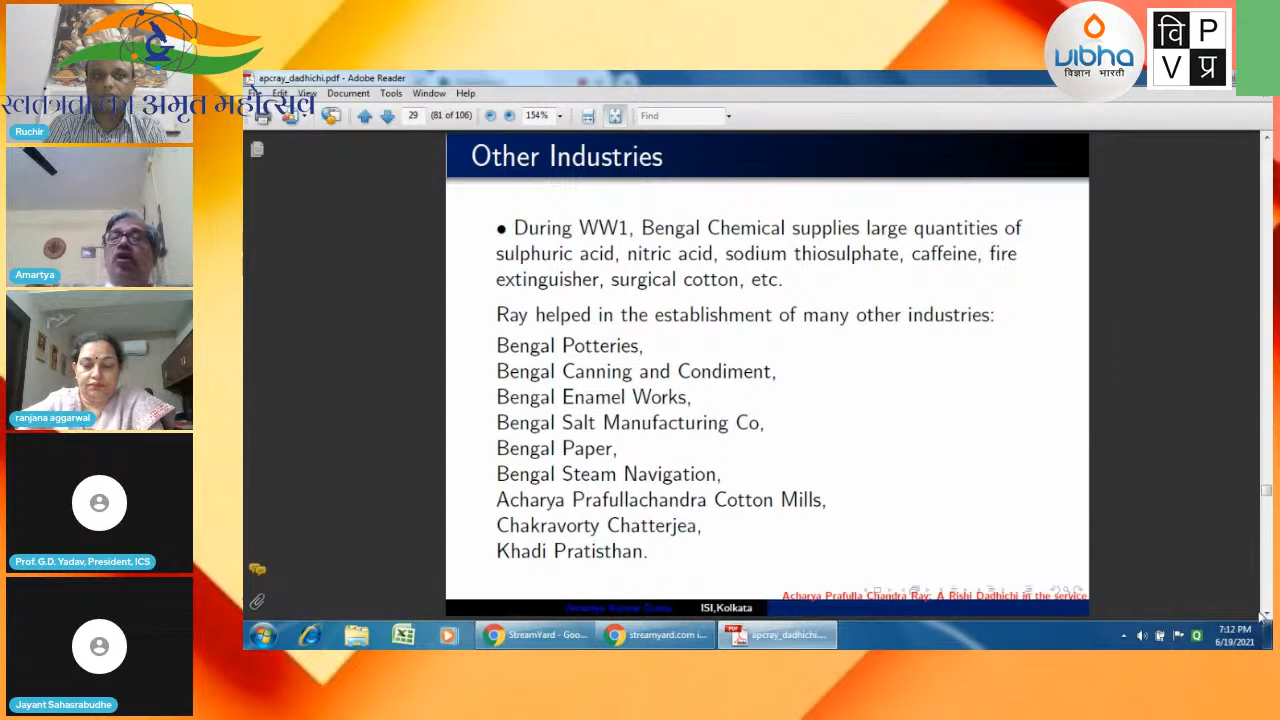 स्वतंत्रता का अमृत महोत्सव
Ruchir
Amartya
ranjana aggarwal
Prof. G.D. Yadav, President, ICS
Jayant Sahasrabudhe
vibha
विज्ञान भारती
वि P
V प्र
apcray_dadhichi.pdf - Adobe Reader
Edit View Document Tools Window Help
29 (81 of 106) 154% Find
Other Industries
• During WW1, Bengal Chemical supplies large quantities of
sulphuric acid, nitric acid, sodium thiosulphate, caffeine, fire
extinguisher, surgical cotton, etc.
Ray helped in the establishment of many other industries:
Bengal Potteries,
Bengal Canning and Condiment,
Bengal Enamel Works,
Bengal Salt Manufacturing Co,
Bengal Paper,
Bengal Steam Navigation,
Acharya Prafullachandra Cotton Mills,
Chakravorty Chatterjea,
Khadi Pratisthan.
Acharya Prafulla Chandra Ray: A Rishi Dadhichi in the service
ISI,Kolkata
StreamYard - Goo... streamyard.com i... apcray_dadhichi....
7:12 PM
6/19/2021